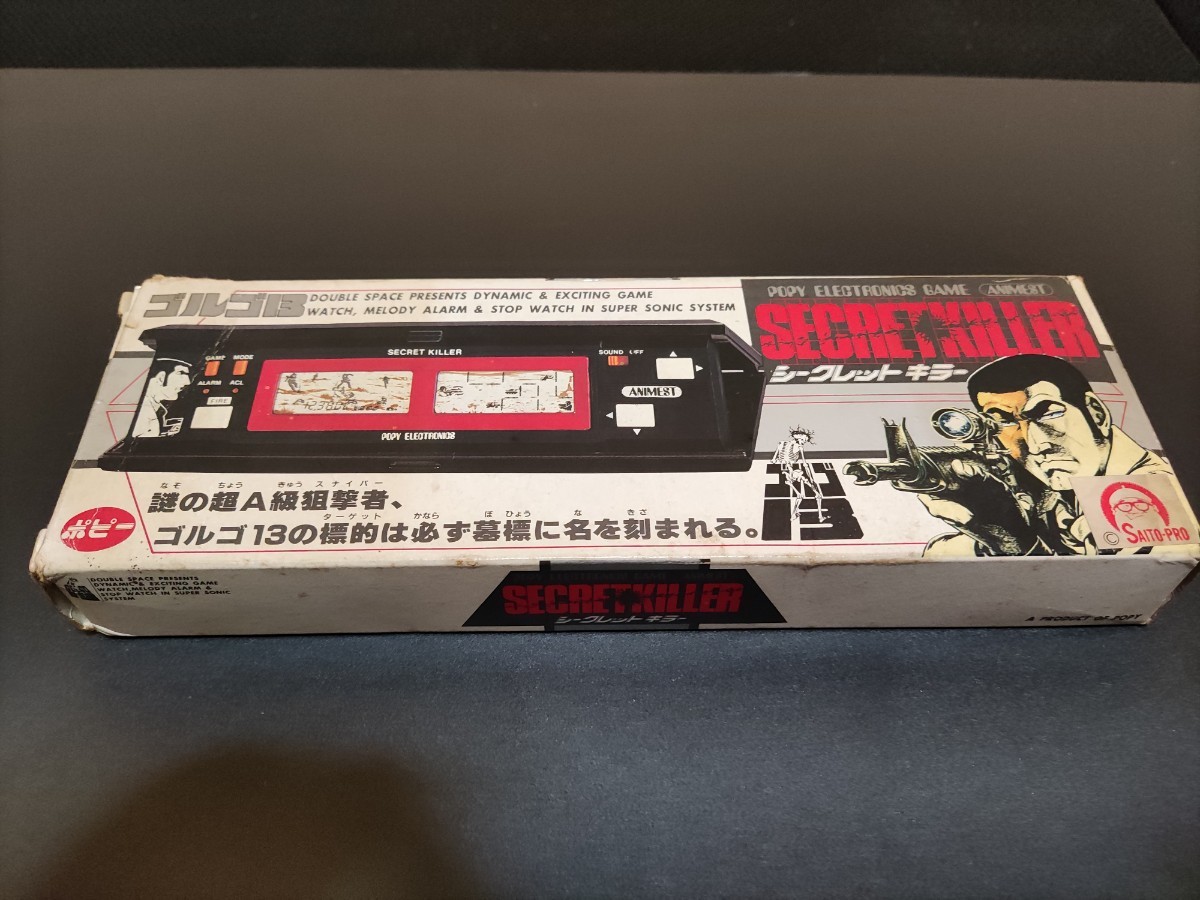 ゴルゴ13
DOUBLE SPACE PRESENTS DYNAMIC & EXCITING GAME
WATCH, MELODY ALARM & STOP WATCH IN SUPER SONIC SYSTEM
POPY ELECTRONICS GAME ANIMEST
SECRET KILLER
シークレット キラー
SECRET KILLER
GAME MODE
ALARM ACL
FIRE
SOUND OFF
ANIMEST
POPY ELECTRONICS
なぞ ちょう きゅう スナイパー
謎の超A級狙撃者、
ターゲット かなら ぼ ひょう な きざ
ゴルゴ13の標的は必ず墓標に名を刻まれる。
ポピー
© SAITO-PRO
DOUBLE SPACE PRESENTS
DYNAMIC & EXCITING GAME
WATCH, MELODY ALARM &
STOP WATCH IN SUPER SONIC
SYSTEM
SECRET KILLER
シークレット キラー
A PRODUCT OF POPY